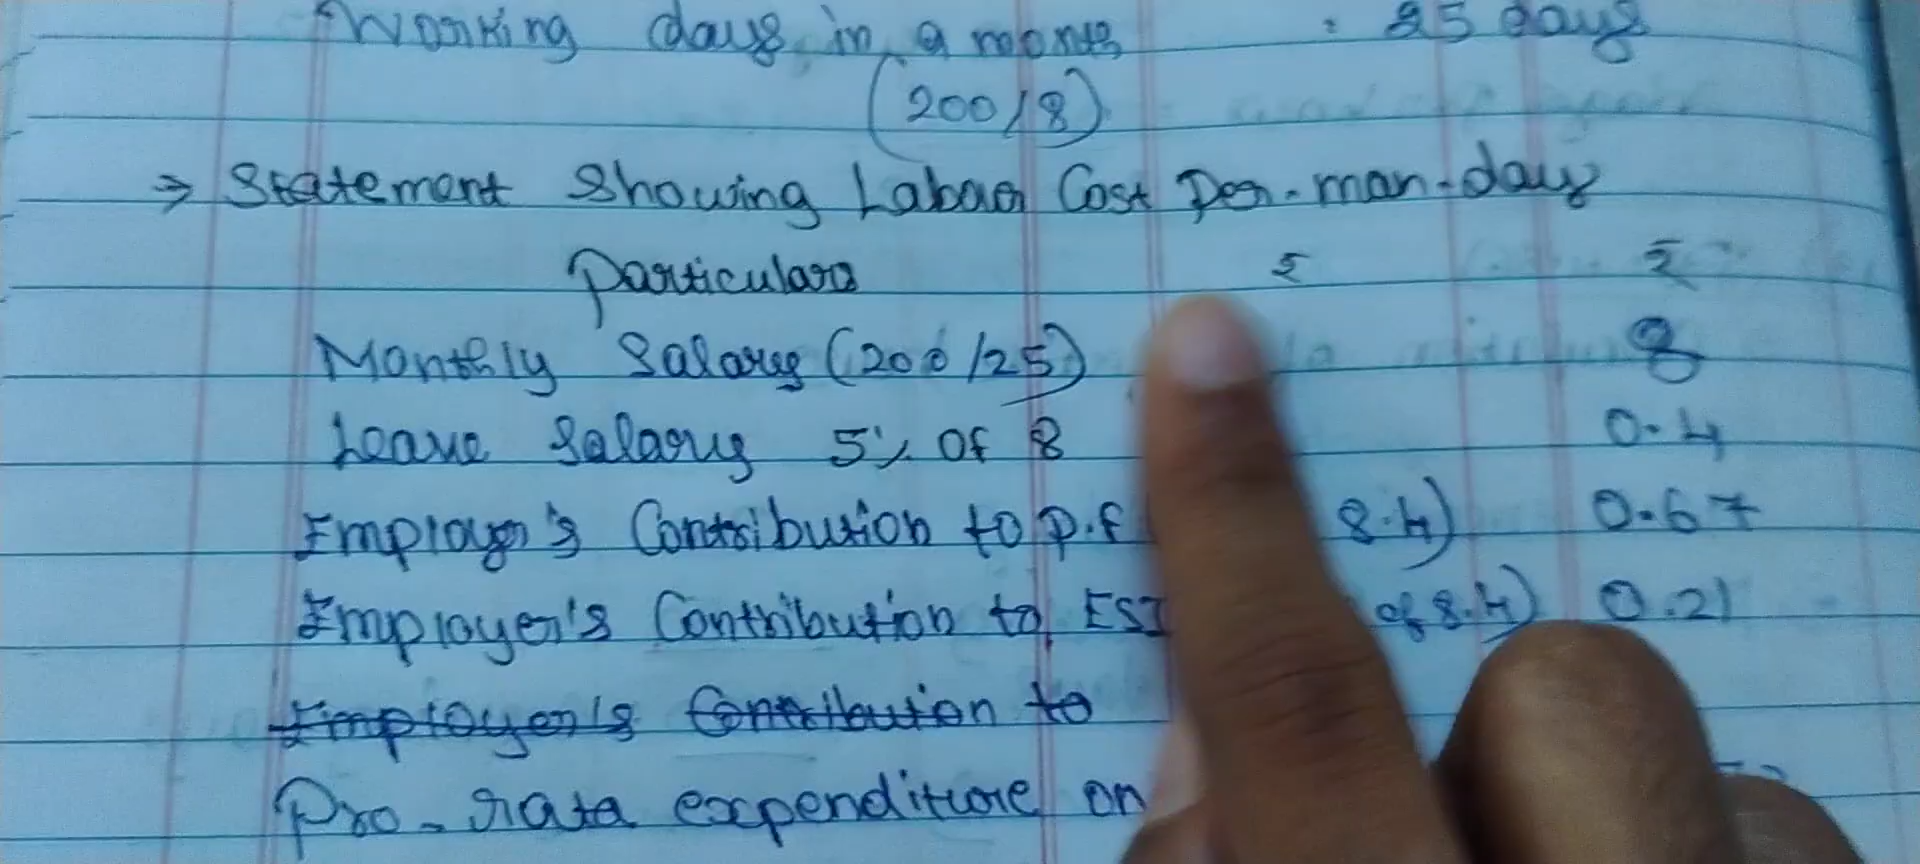 Working days in a month : 25 days
(200/8)
⇒ Statement Showing Labour Cost Per-man-day
Particulars ₹ ₹
Monthly Salary (200/25) 8
Leave Salary 5% Of 8 0.4
Employer's Contribution to P.F 8.4) 0.67
Employer's Contribution to ESI of 8.4) 0.21
Employer's Contribution to
Pro-rata expenditure on